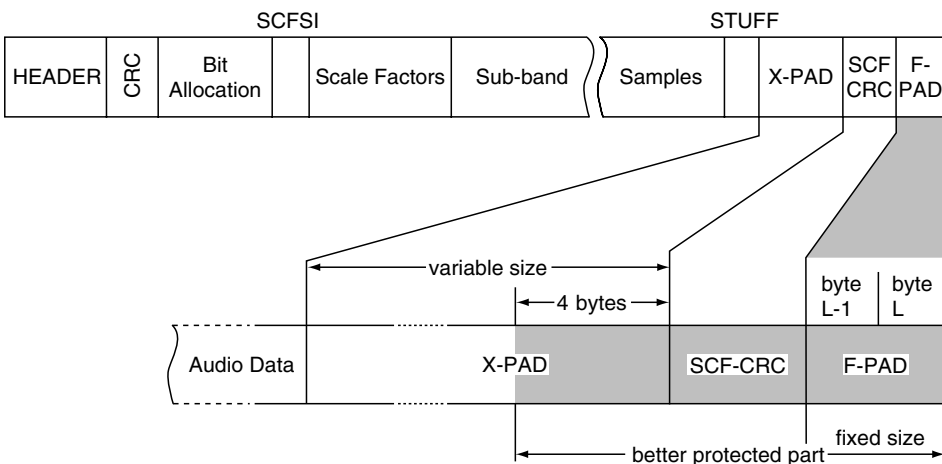 SCFSI STUFF
HEADER CRC Bit Allocation Scale Factors Sub-band Samples X-PAD SCF CRC F-PAD
variable size
4 bytes
byte L-1 byte L
Audio Data X-PAD SCF-CRC F-PAD
fixed size
better protected part